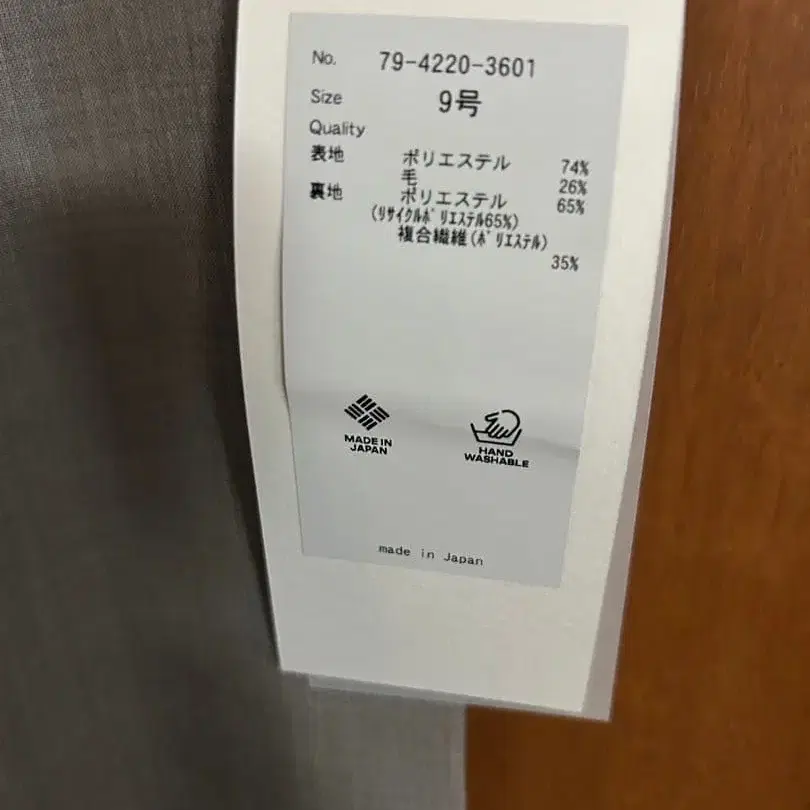 No. 79-4220-3601
Size 9号
Quality
表地 ポリエステル 74%
毛 26%
裏地 ポリエステル 65%
(ﾘｻｲｸﾙﾎﾟﾘｴｽﾃﾙ65%)
複合繊維(ﾎﾟﾘｴｽﾃﾙ)
35%
MADE IN
JAPAN
HAND
WASHABLE
made in Japan